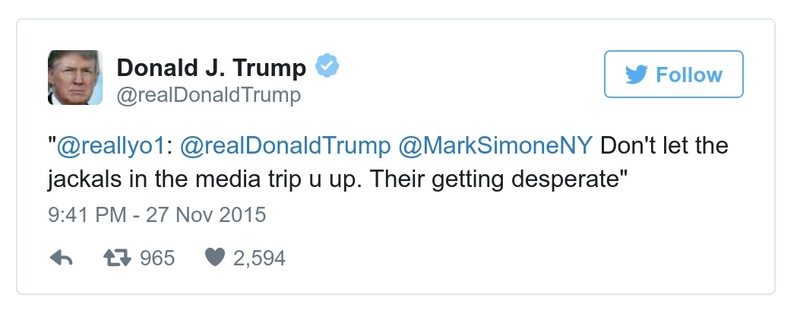 Donald J. Trump
@realDonaldTrump
Follow
"@reallyo1: @realDonaldTrump @MarkSimoneNY Don't let the
jackals in the media trip u up. Their getting desperate"
9:41 PM - 27 Nov 2015
965 2,594